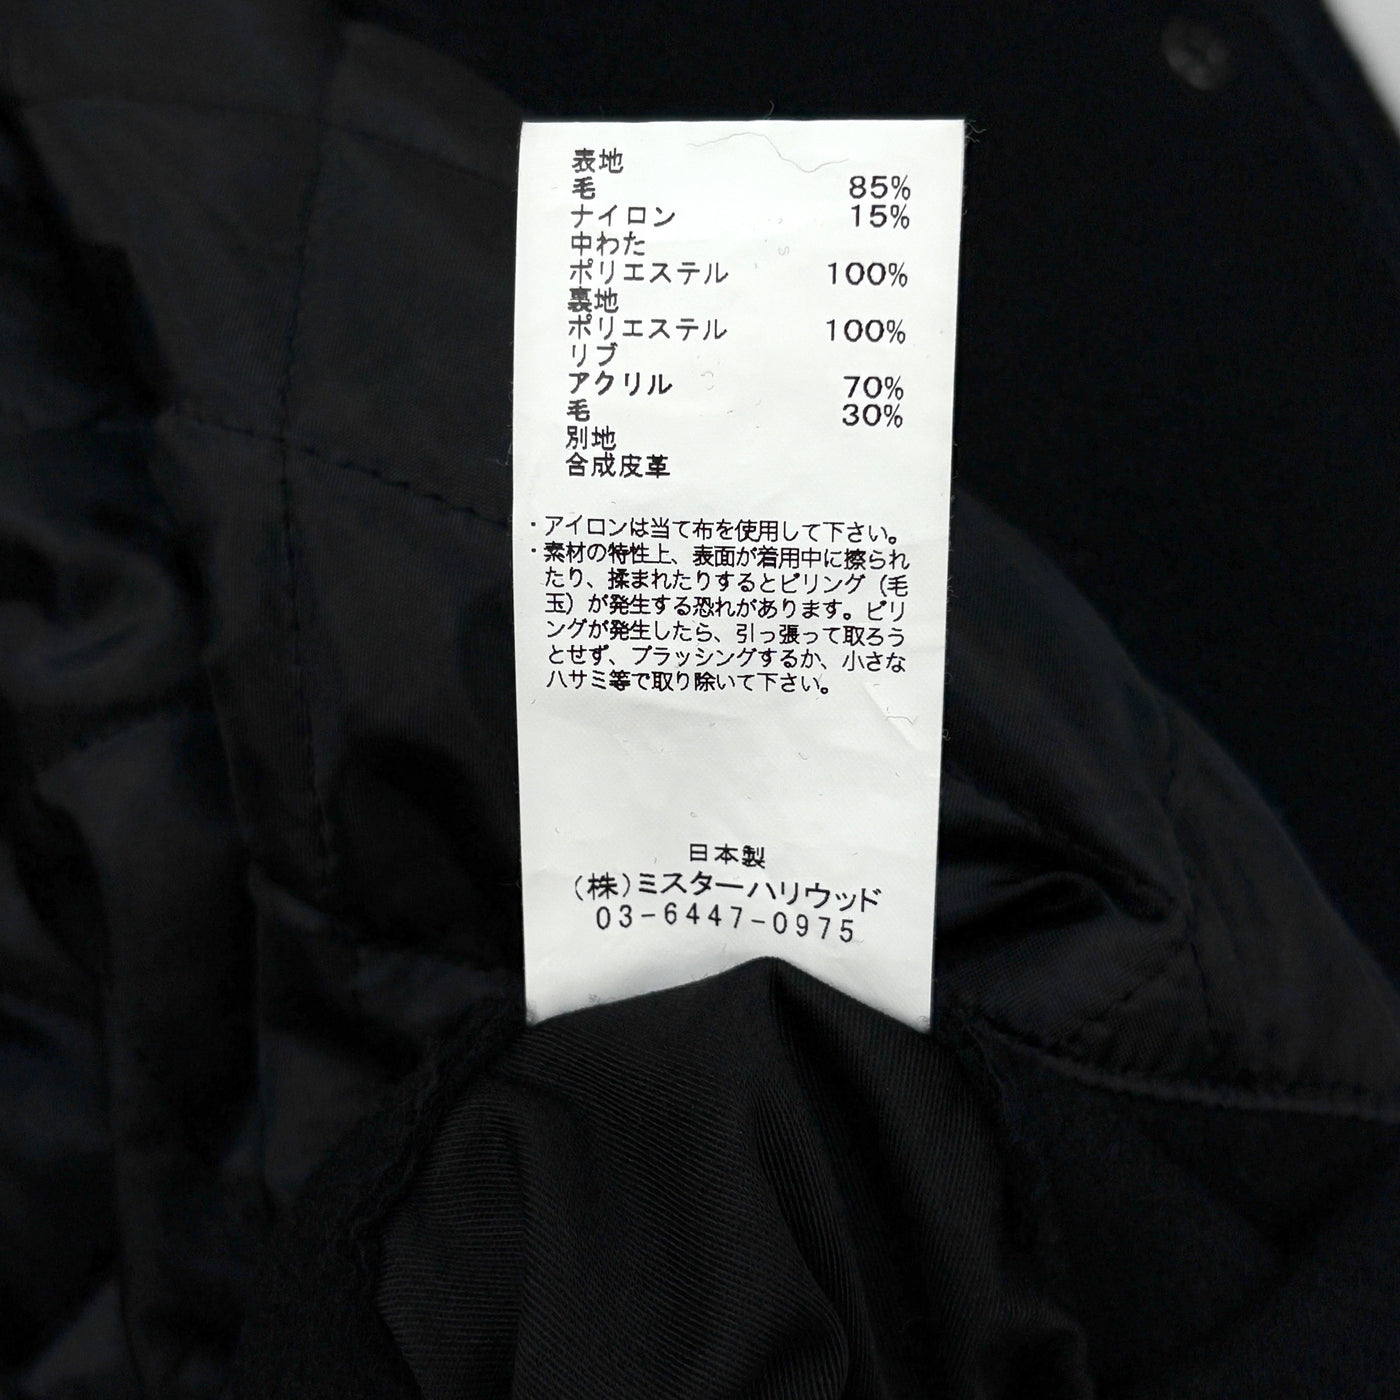 表地
毛 85%
ナイロン 15%
中わた
ポリエステル 100%
裏地
ポリエステル 100%
リブ
アクリル 70%
毛 30%
別地
合成皮革
・アイロンは当て布を使用して下さい。
・素材の特性上、表面が着用中に擦られ
たり、揉まれたりするとピリング（毛
玉）が発生する恐れがあります。ピリ
ングが発生したら、引っ張って取ろう
とせず、ブラッシングするか、小さな
ハサミ等で取り除いて下さい。
日本製
(株)ミスターハリウッド
03-6447-0975